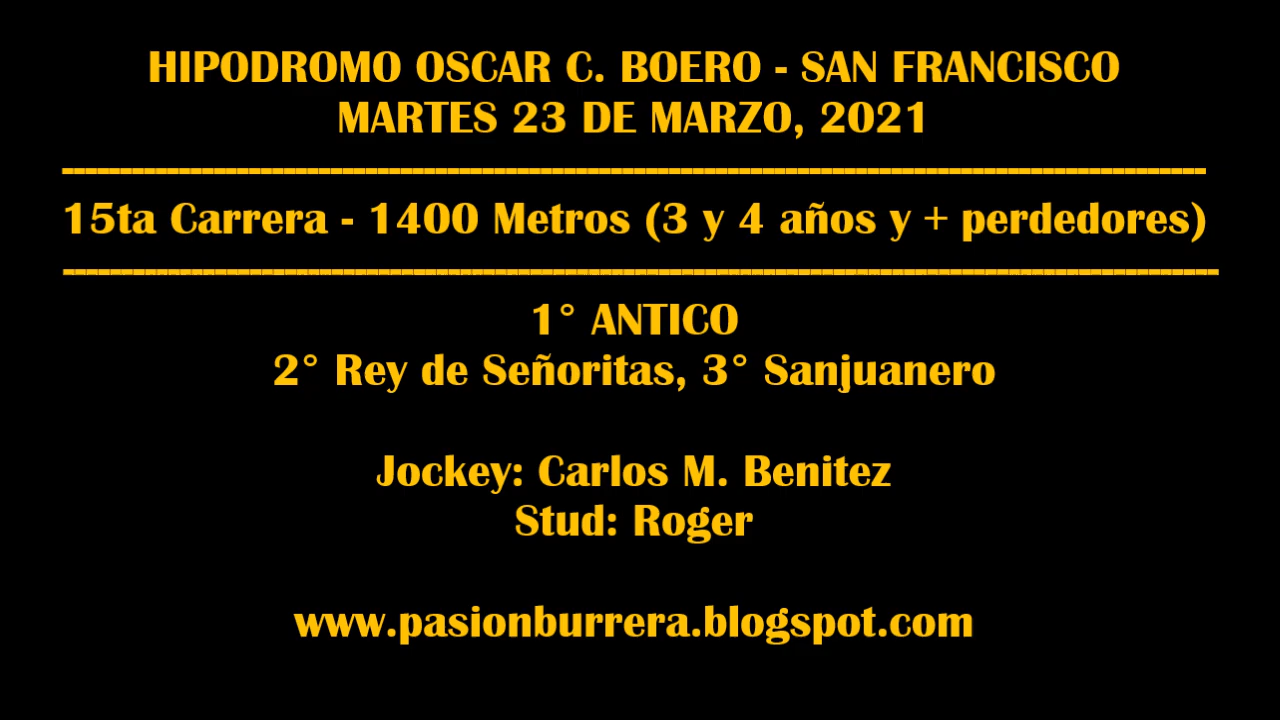 HIPODROMO OSCAR C. BOERO - SAN FRANCISCO
MARTES 23 DE MARZO, 2021
15ta Carrera - 1400 Metros (3 y 4 años y + perdedores)
1° ANTICO
2° Rey de Señoritas, 3° Sanjuanero
Jockey: Carlos M. Benitez
Stud: Roger
www.pasionburrera.blogspot.com